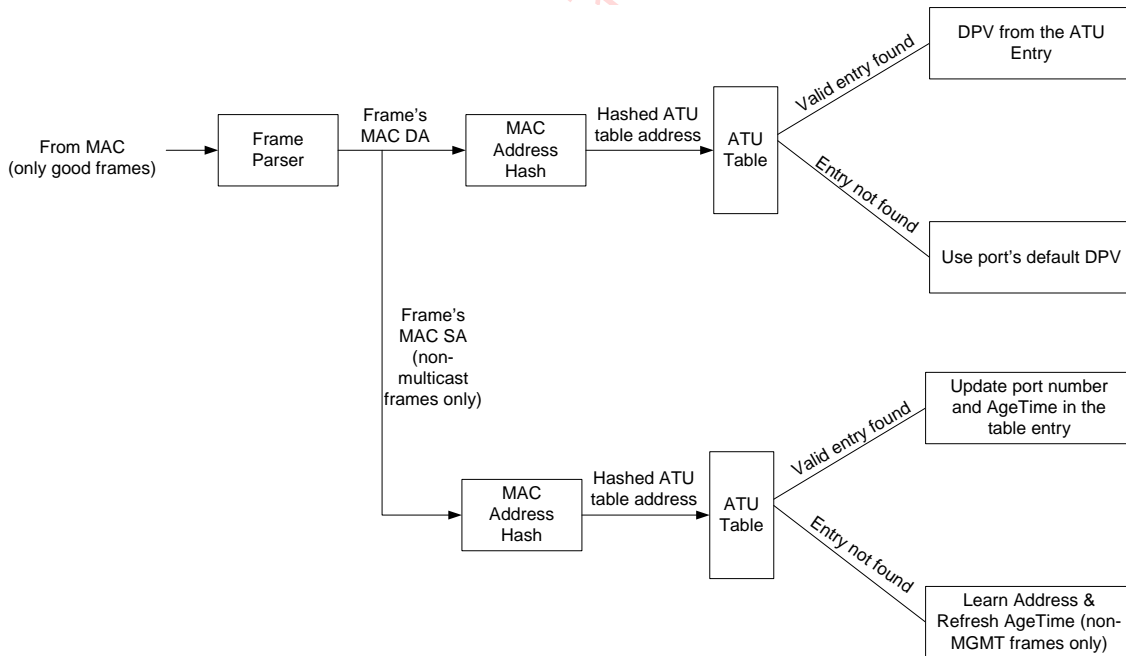 DPV from the ATU
Entry
Valid entry found
Frame's
MAC DA
Hashed ATU
table address
From MAC
(only good frames)
Frame
Parser
MAC
Address
Hash
ATU
Table
Entry not found
Use port's default DPV
Frame's
MAC SA
(non-
multicast
frames only)
Update port number
and AgeTime in the
table entry
Valid entry found
Hashed ATU
table address
MAC
Address
Hash
ATU
Table
Entry not found
Learn Address &
Refresh AgeTime (non-
MGMT frames only)